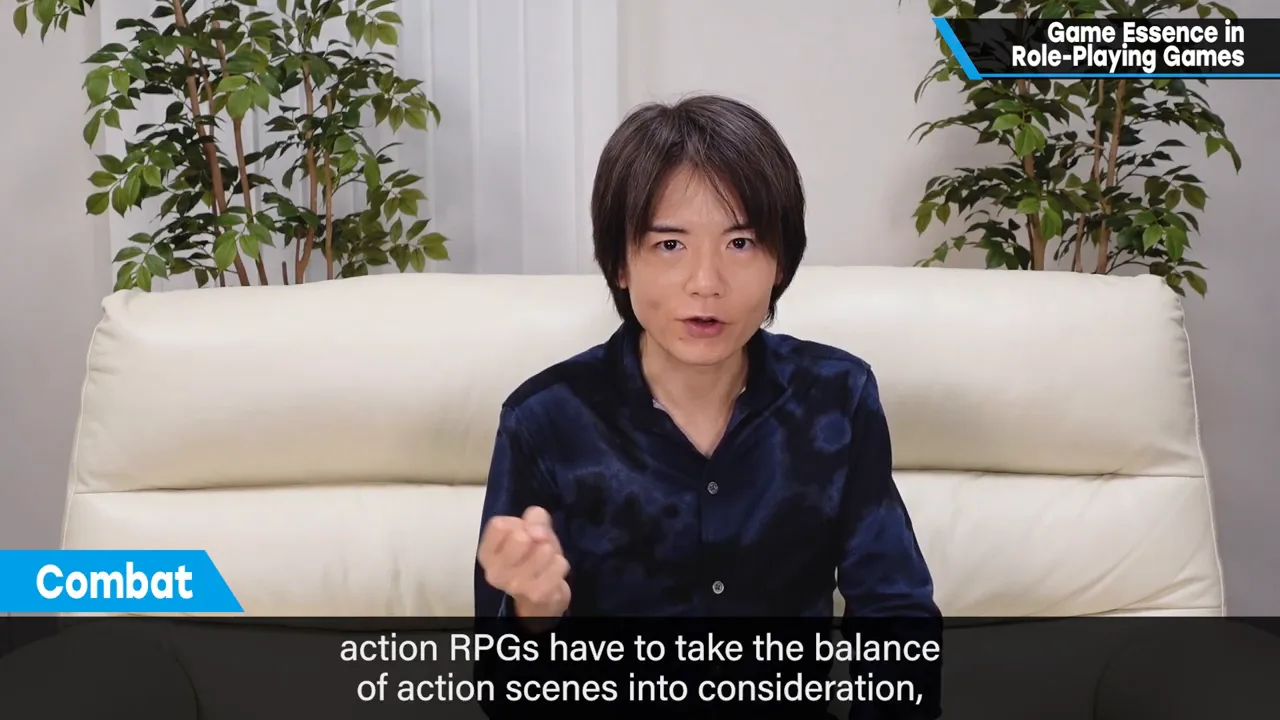 Game Essence in
Role-Playing Games
Combat
action RPGs have to take the balance
of action scenes into consideration,